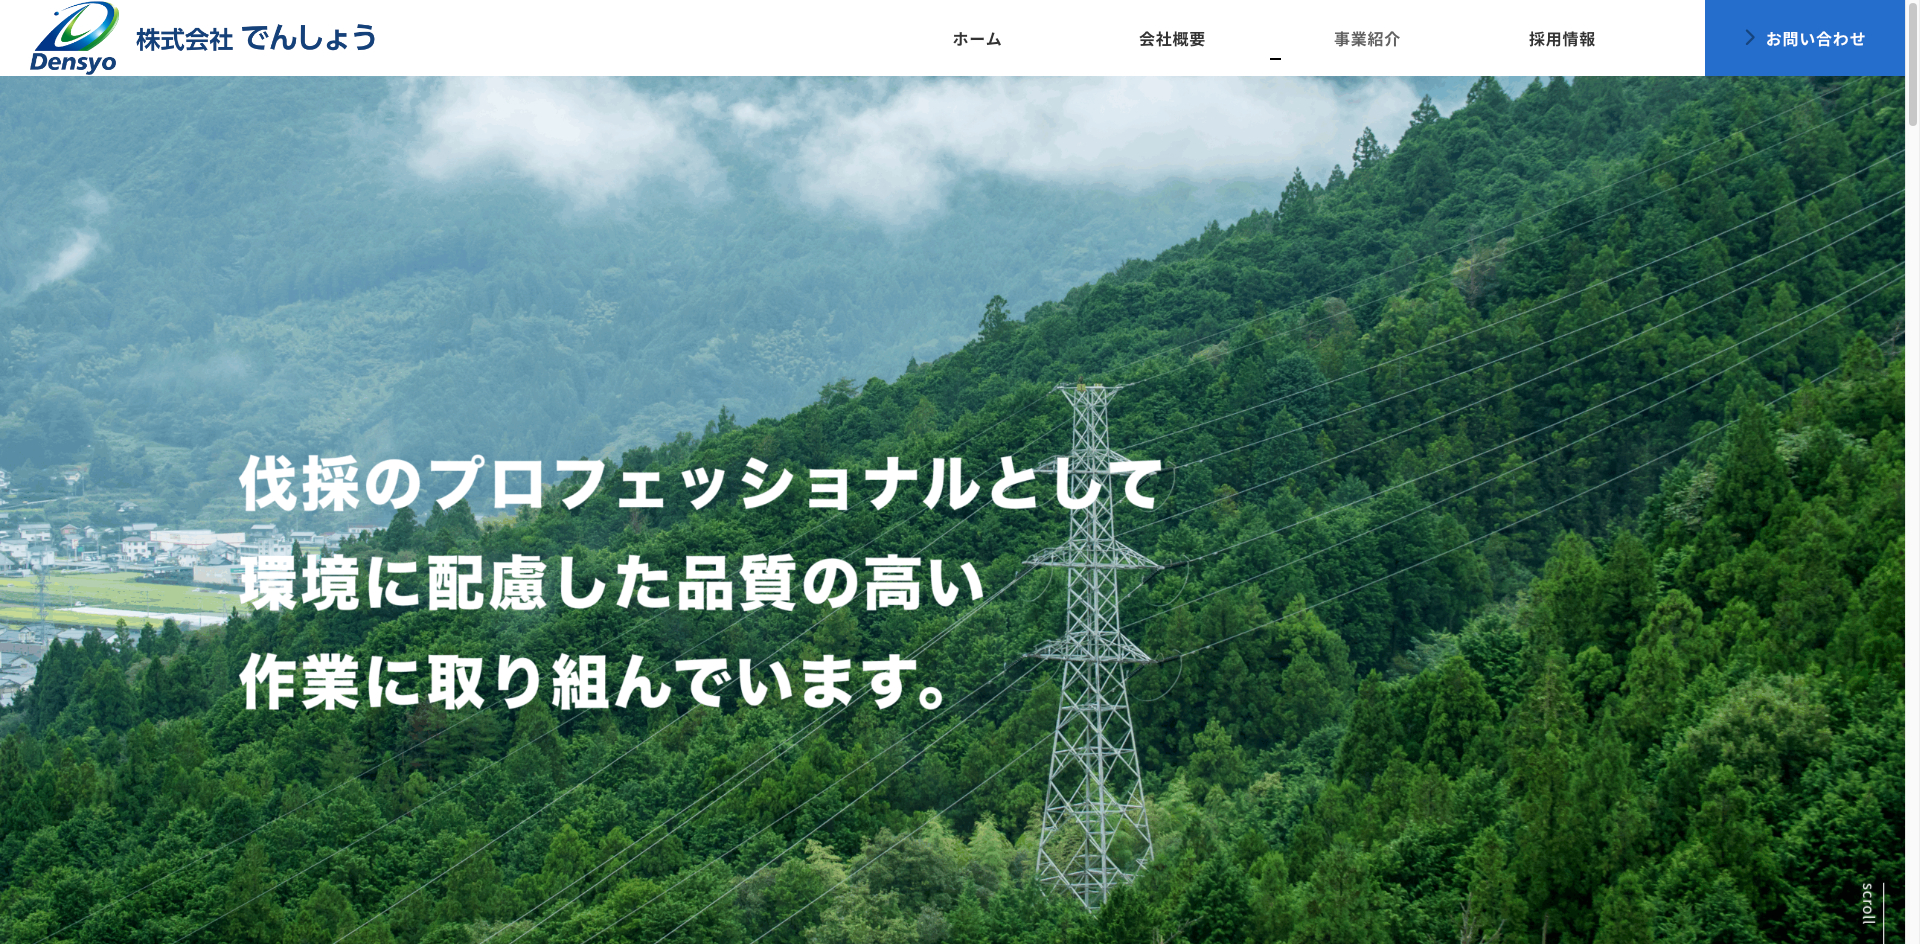 Densyo
株式会社 でんしょう
ホーム
会社概要
事業紹介
採用情報
お問い合わせ
伐採のプロフェッショナルとして
環境に配慮した品質の高い
作業に取り組んでいます。
scroll